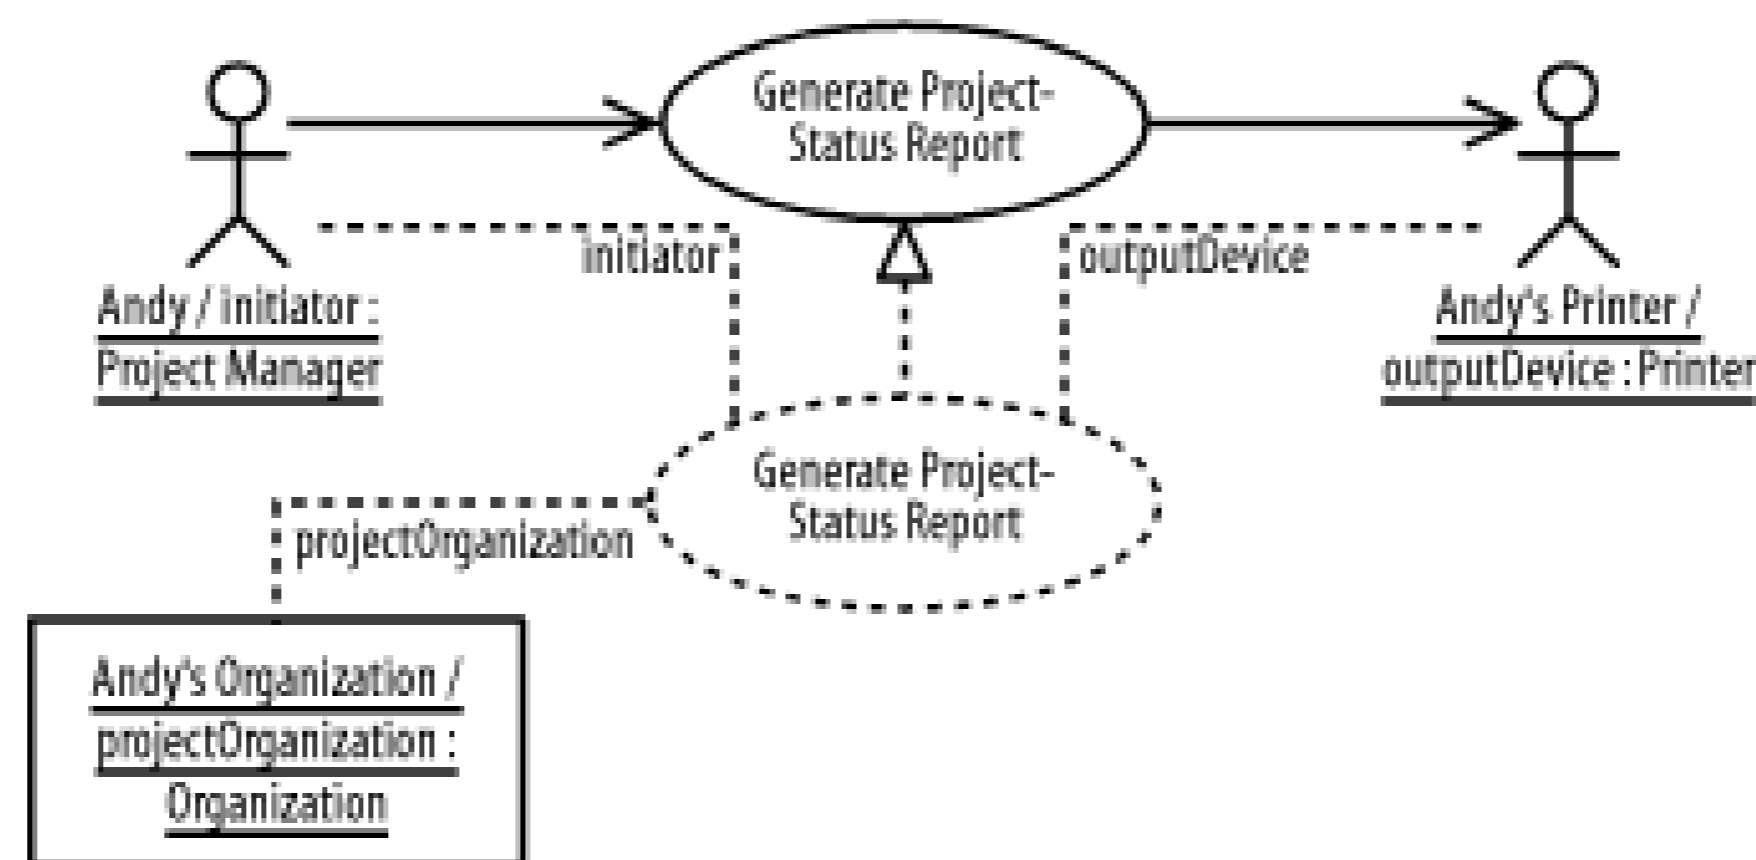 Generate Project-
Status Report
initiator
outputDevice
Andy / initiator :
Project Manager
Andy's Printer /
outputDevice : Printer
Generate Project-
Status Report
projectOrganization
Andy's Organization /
projectOrganization :
Organization